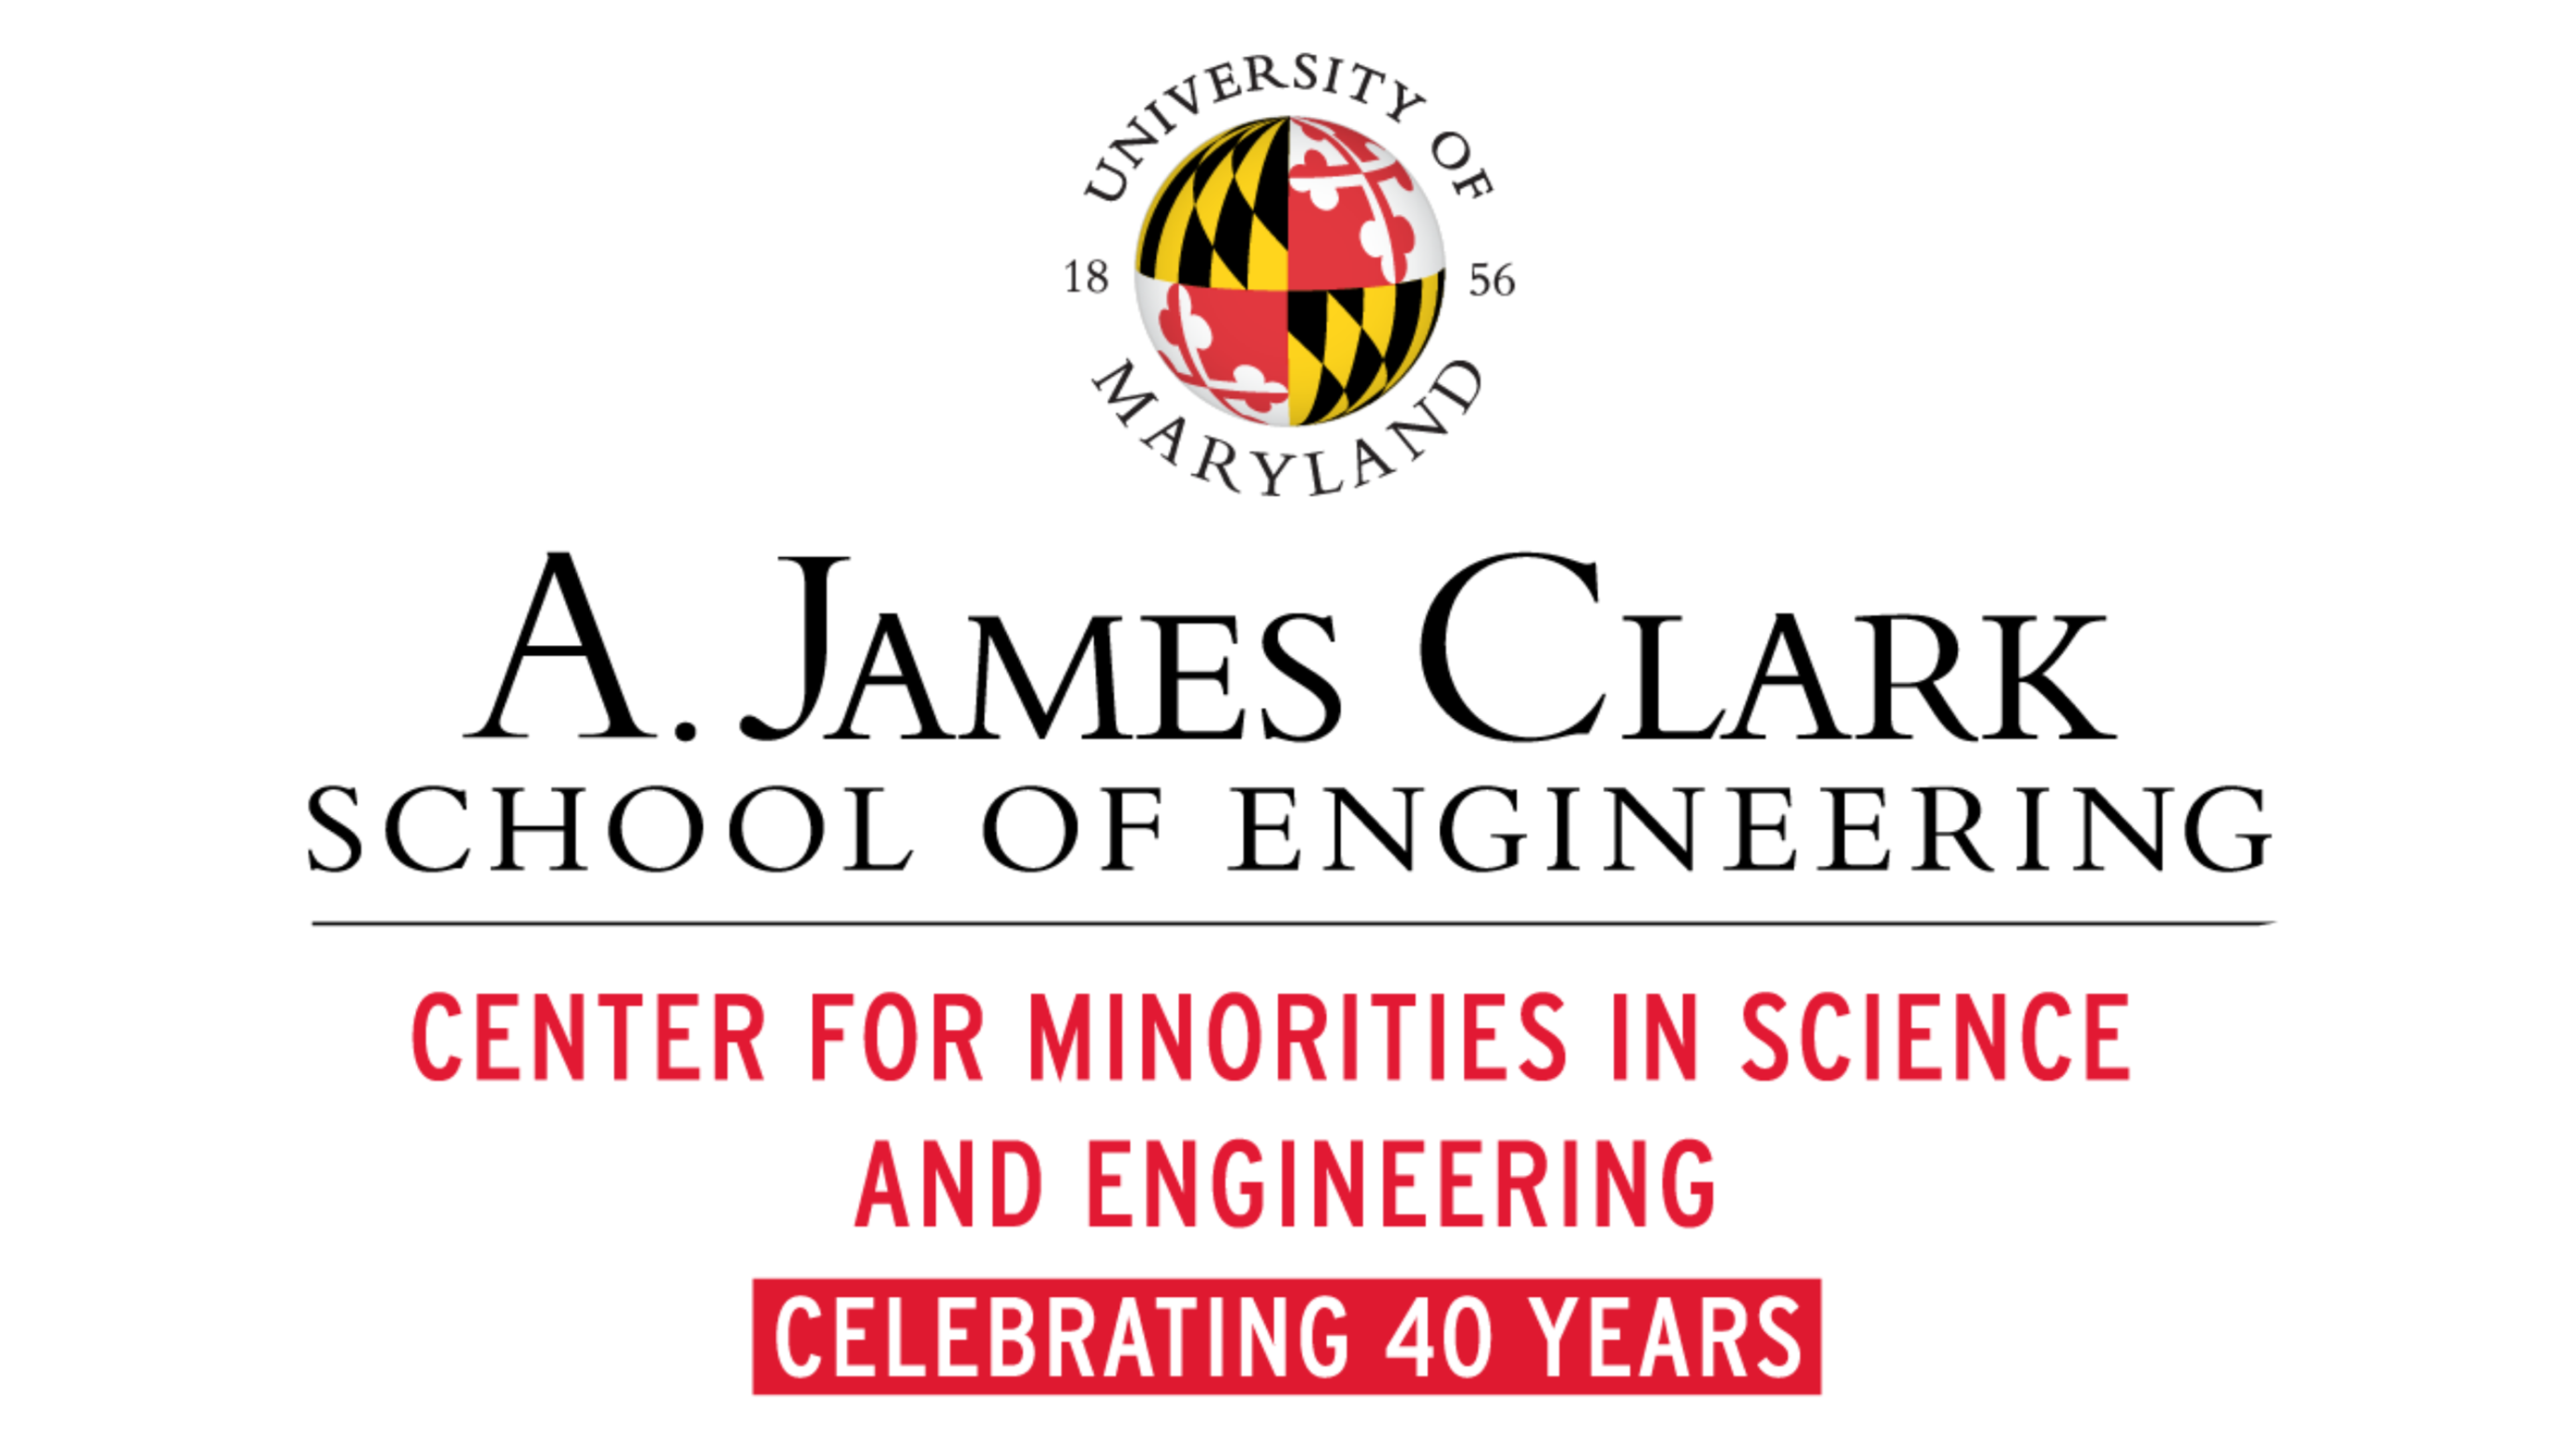 UNIVERSITY OF
18 56
MARYLAND
A. JAMES CLARK
SCHOOL OF ENGINEERING
CENTER FOR MINORITIES IN SCIENCE
AND ENGINEERING
CELEBRATING 40 YEARS